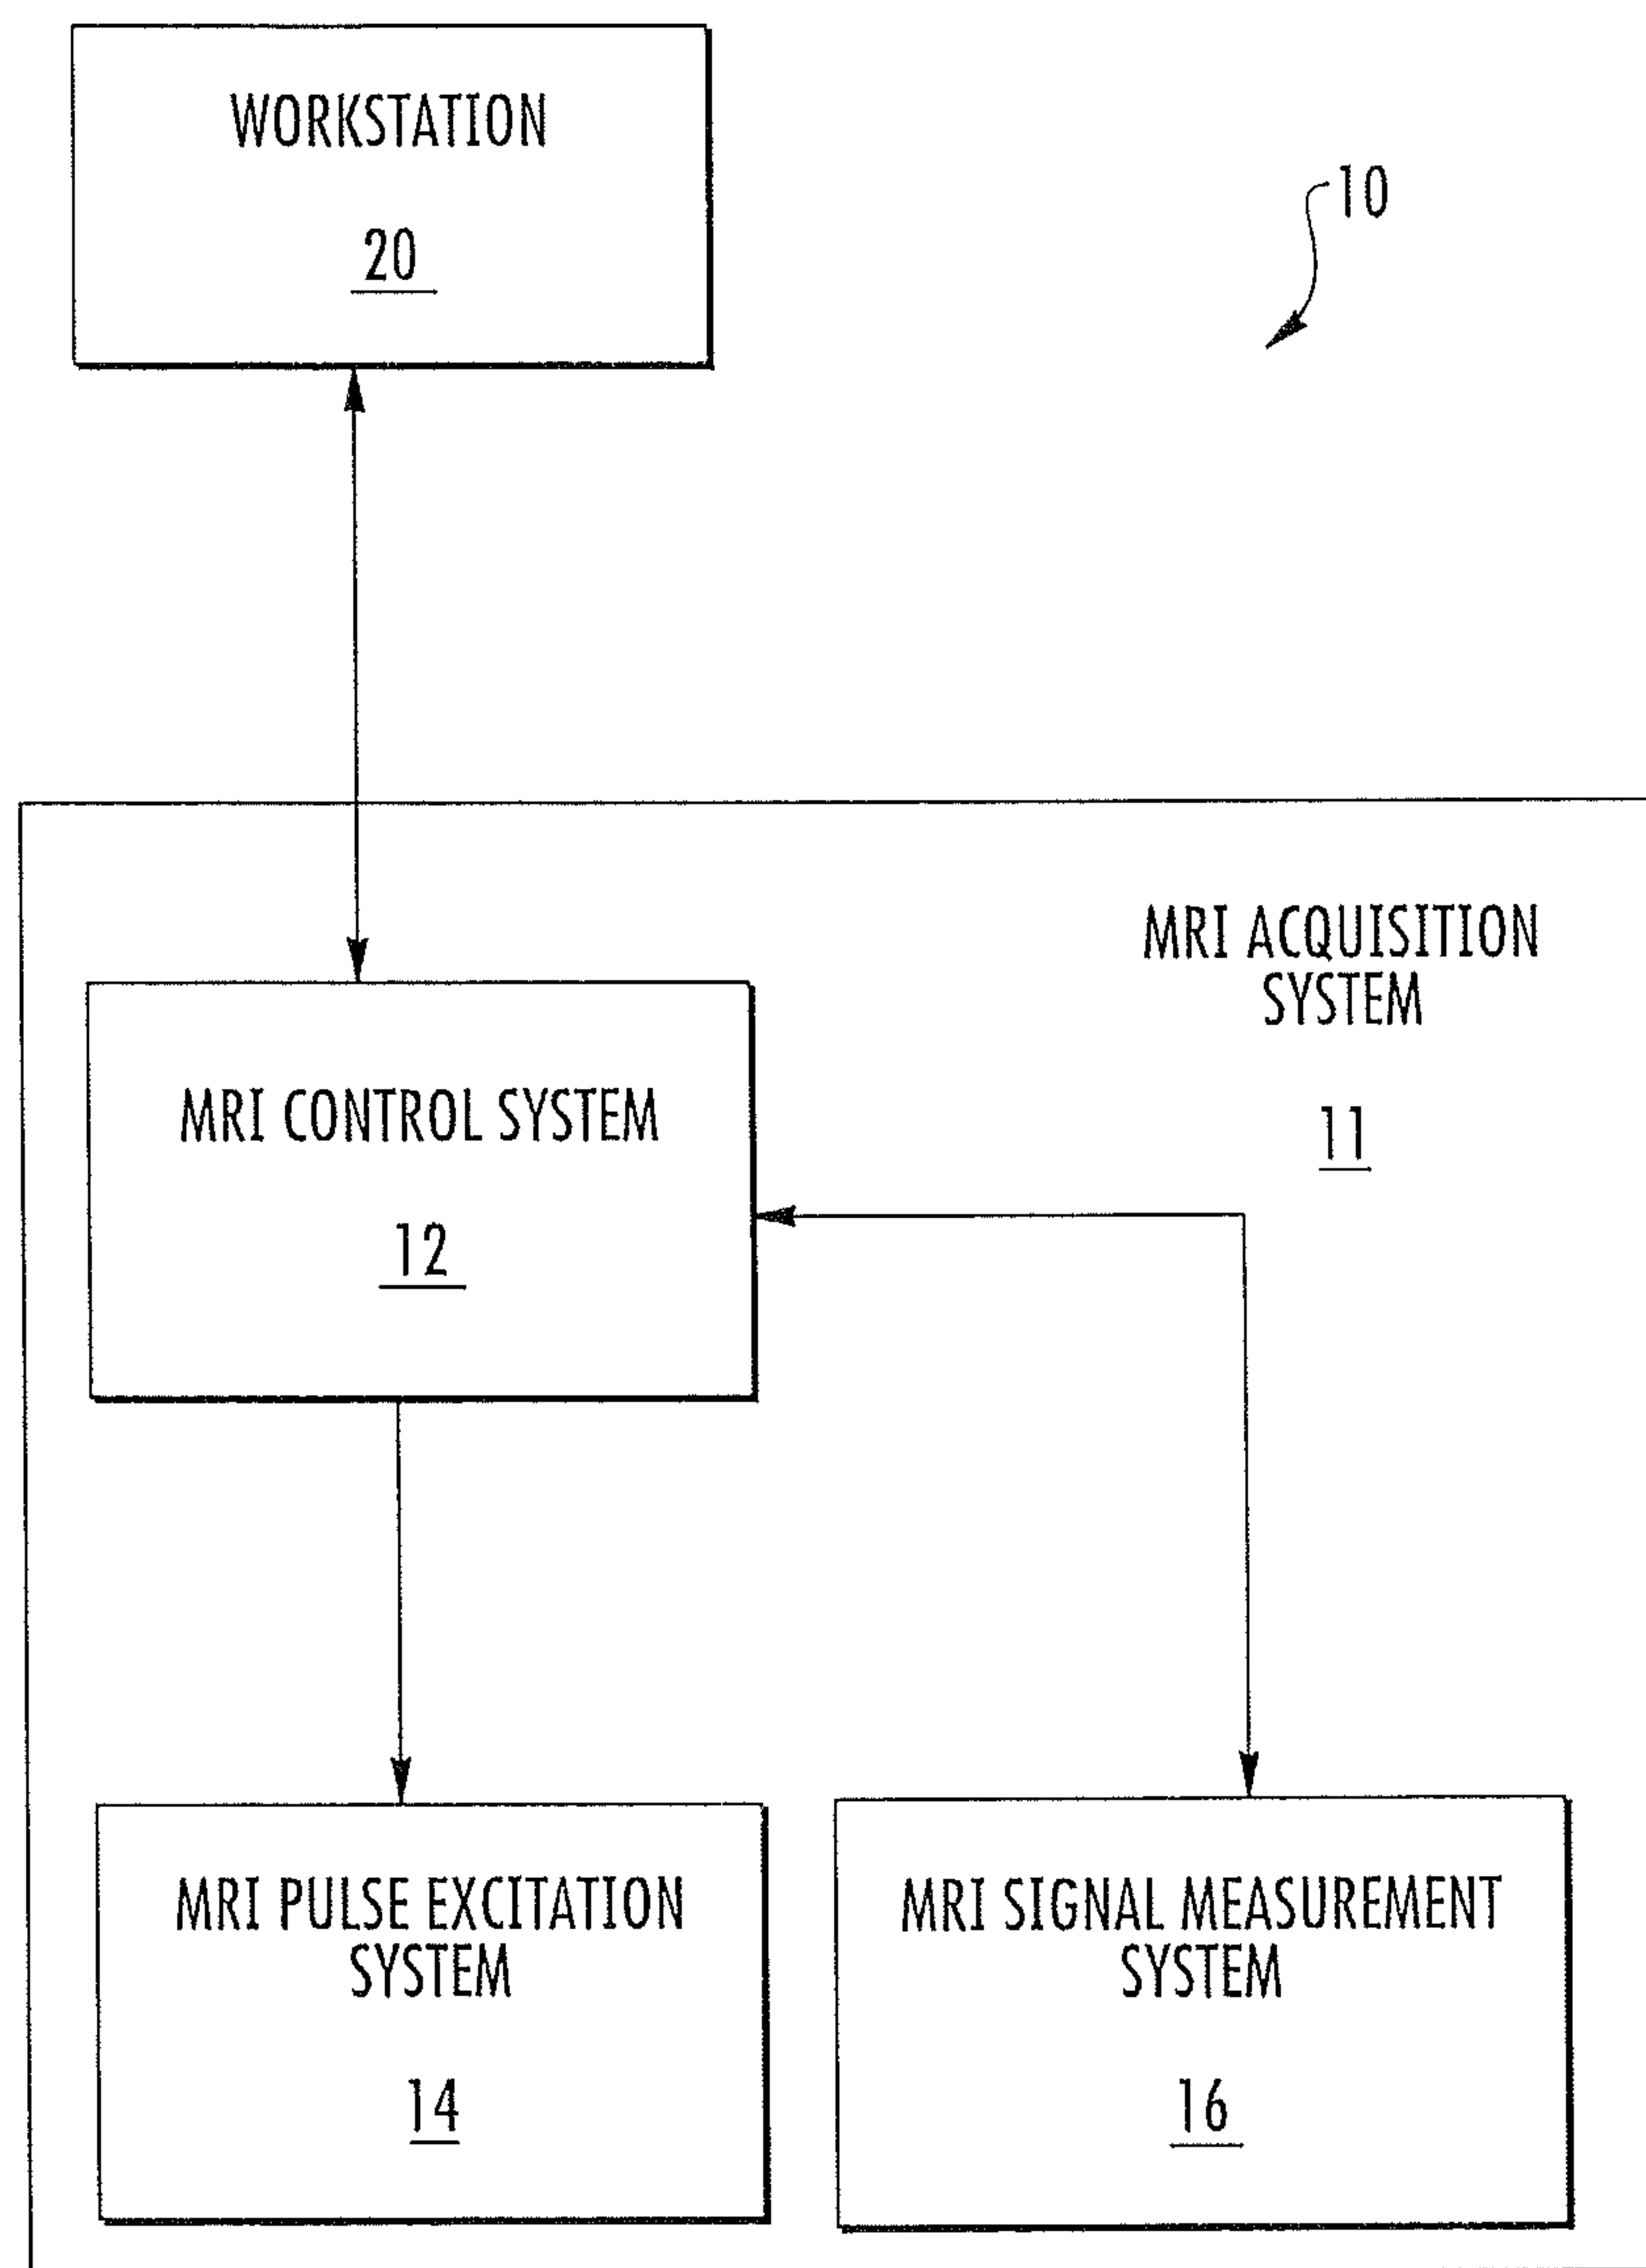 WORKSTATION
20
10
MRI ACQUISITION
SYSTEM
11
MRI CONTROL SYSTEM
12
MRI PULSE EXCITATION
SYSTEM
14
MRI SIGNAL MEASUREMENT
SYSTEM
16